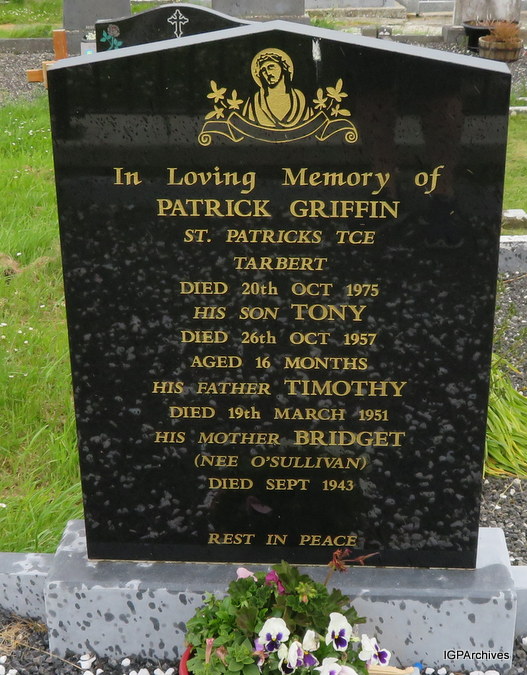 In Loving Memory of
PATRICK GRIFFIN
ST. PATRICKS TCE
TARBERT
DIED 20th OCT 1975
HIS SON TONY
DIED 26th OCT 1957
AGED 16 MONTHS
HIS FATHER TIMOTHY
DIED 19th MARCH 1951
HIS MOTHER BRIDGET
(NEE O'SULLIVAN)
DIED SEPT 1943
REST IN PEACE
IGPArchives